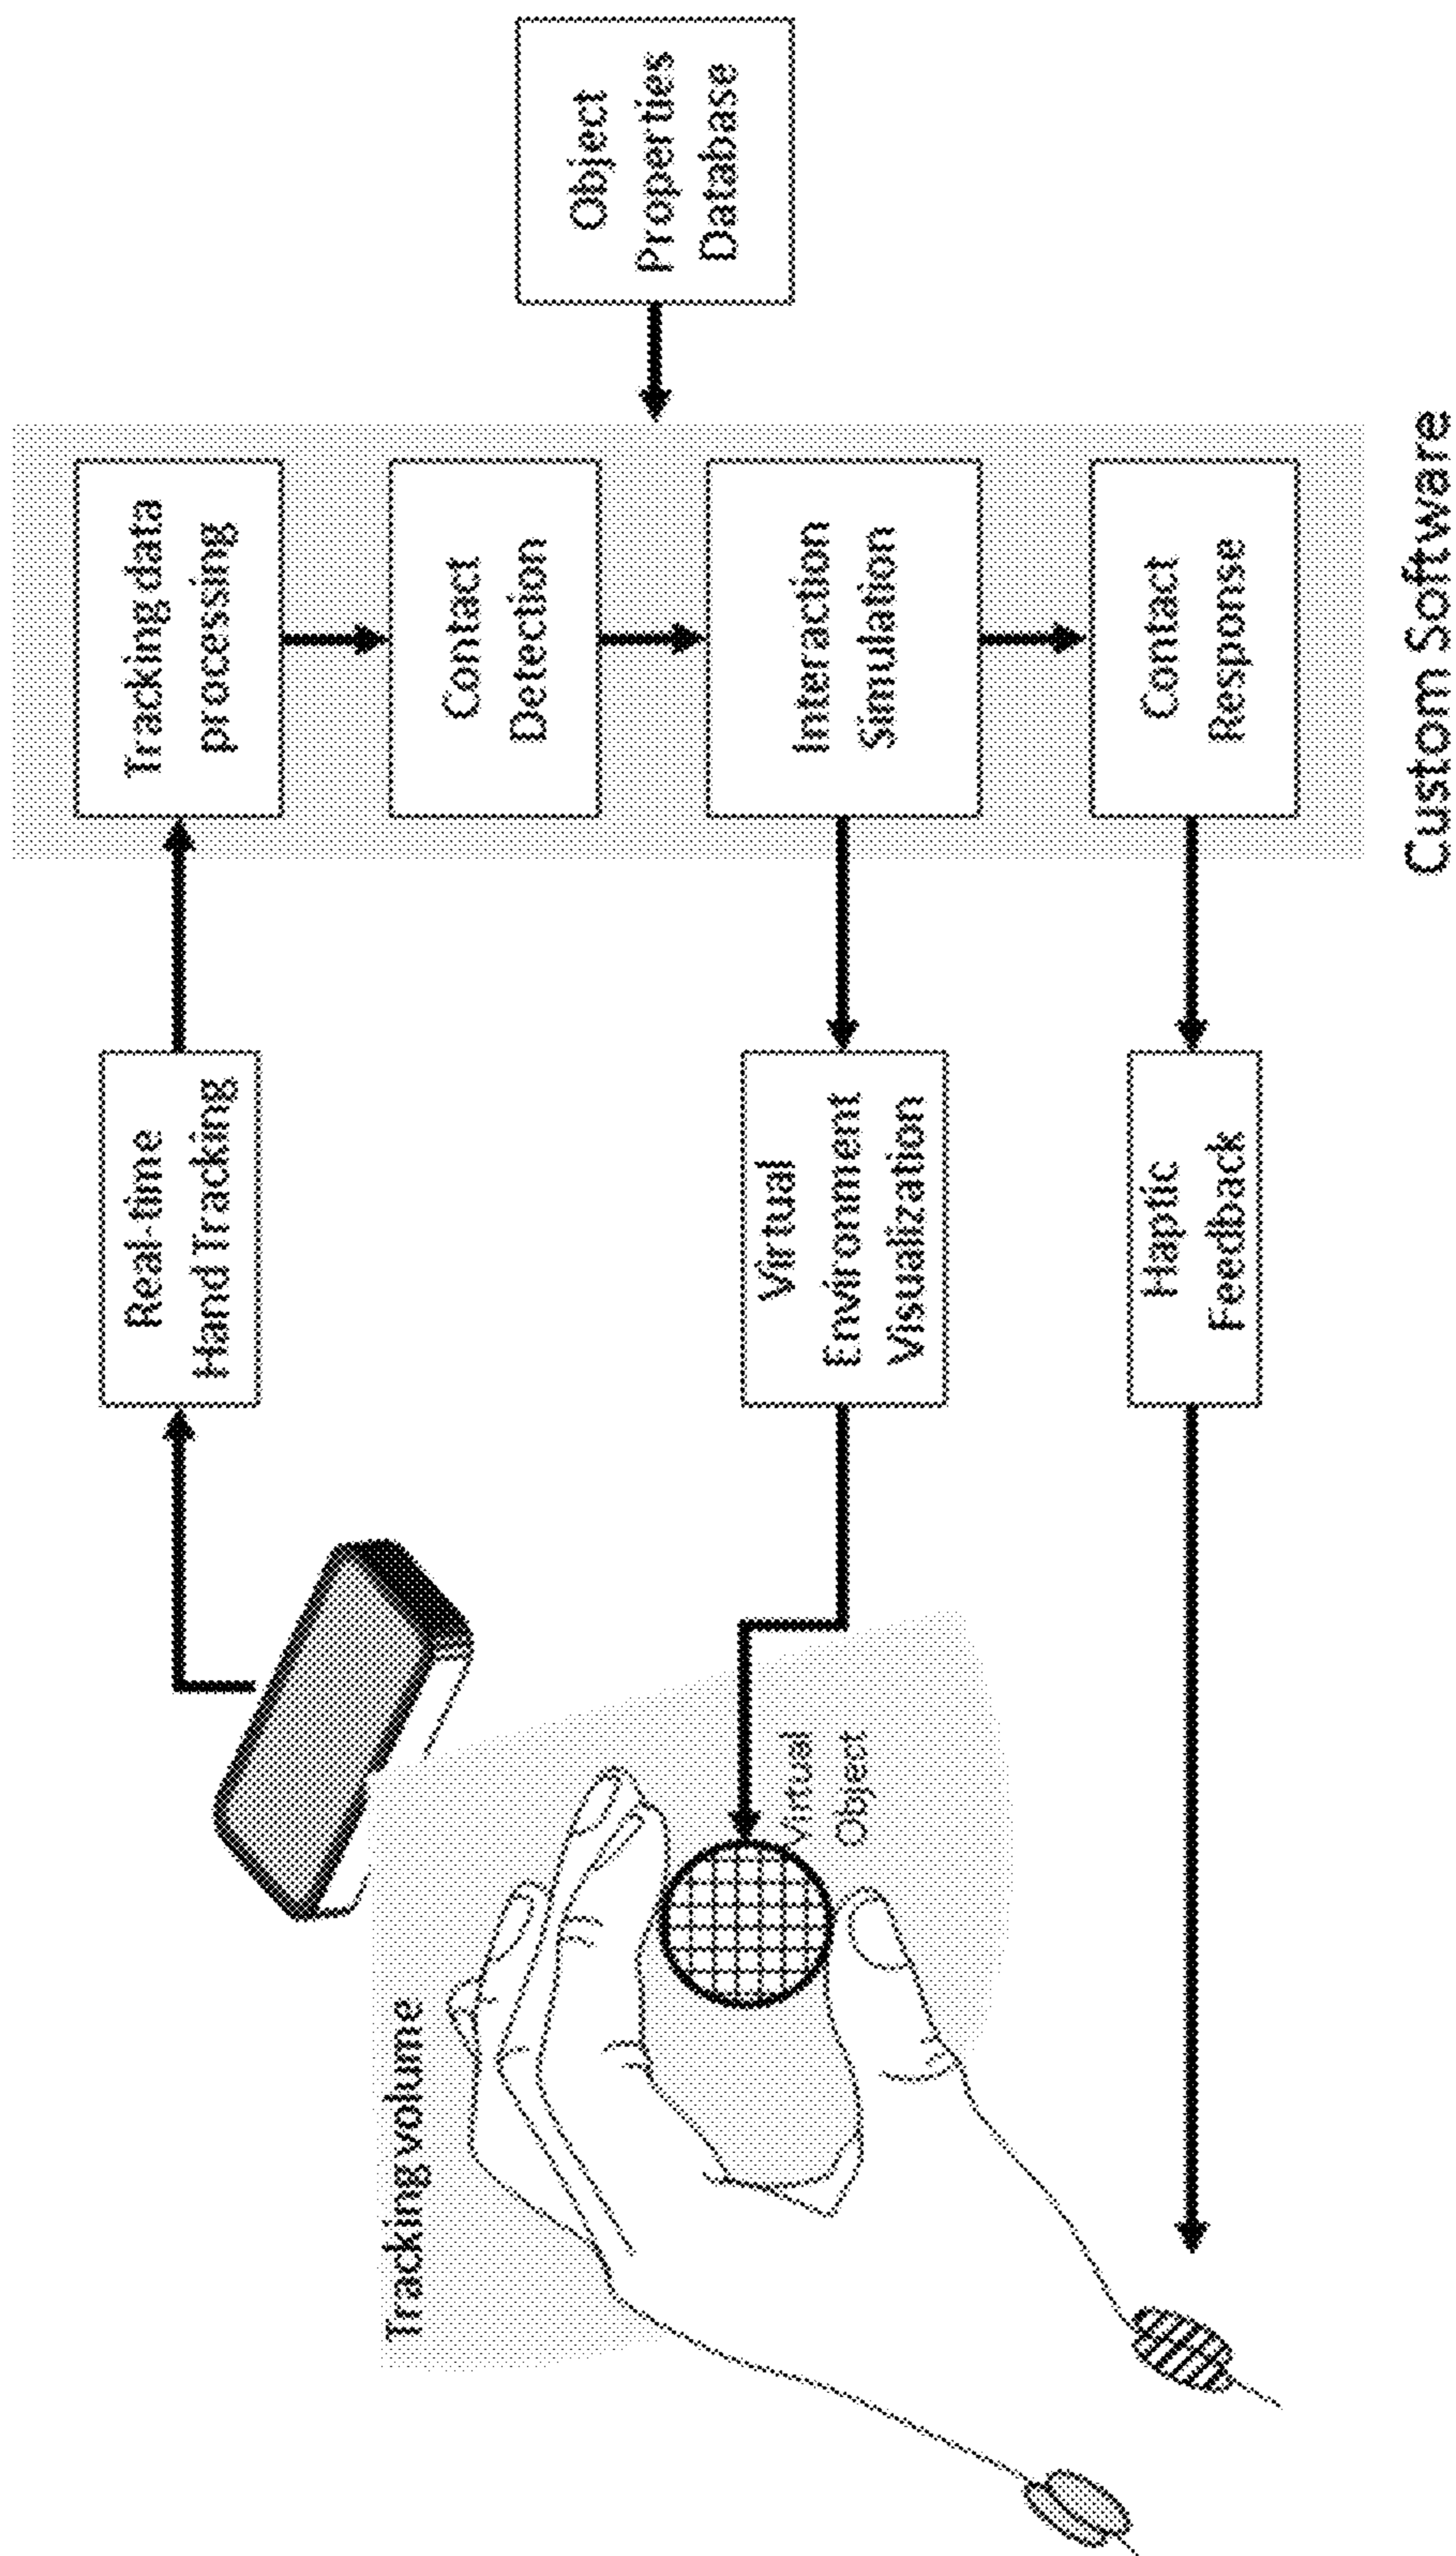 Tracking volume
Virtual
Object
Real-time
Hand Tracking
Virtual
Environment
Visualization
Haptic
Feedback
Tracking data
processing
Contact
Detection
Interaction
Simulation
Contact
Response
Object
Properties
Database
Custom Software